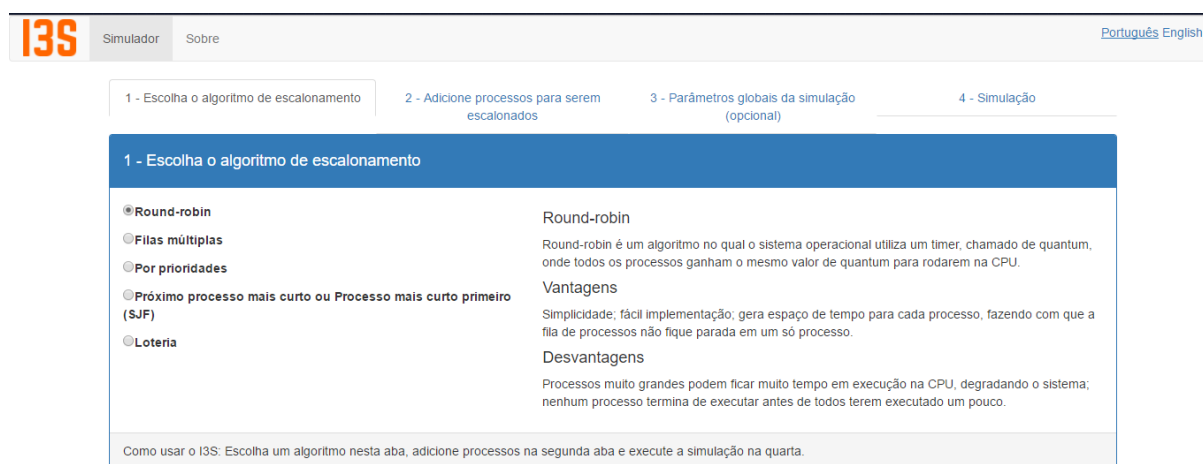 I3S
Simulador
Sobre
Português English
1 - Escolha o algoritmo de escalonamento
2 - Adicione processos para serem
escalonados
3 - Parâmetros globais da simulação
(opcional)
4 - Simulação
1 - Escolha o algoritmo de escalonamento
Round-robin
Filas múltiplas
Por prioridades
Próximo processo mais curto ou Processo mais curto primeiro
(SJF)
Loteria
Round-robin
Round-robin é um algoritmo no qual o sistema operacional utiliza um timer, chamado de quantum,
onde todos os processos ganham o mesmo valor de quantum para rodarem na CPU.
Vantagens
Simplicidade; fácil implementação; gera espaço de tempo para cada processo, fazendo com que a
fila de processos não fique parada em um só processo.
Desvantagens
Processos muito grandes podem ficar muito tempo em execução na CPU, degradando o sistema;
nenhum processo termina de executar antes de todos terem executado um pouco.
Como usar o I3S: Escolha um algoritmo nesta aba, adicione processos na segunda aba e execute a simulação na quarta.